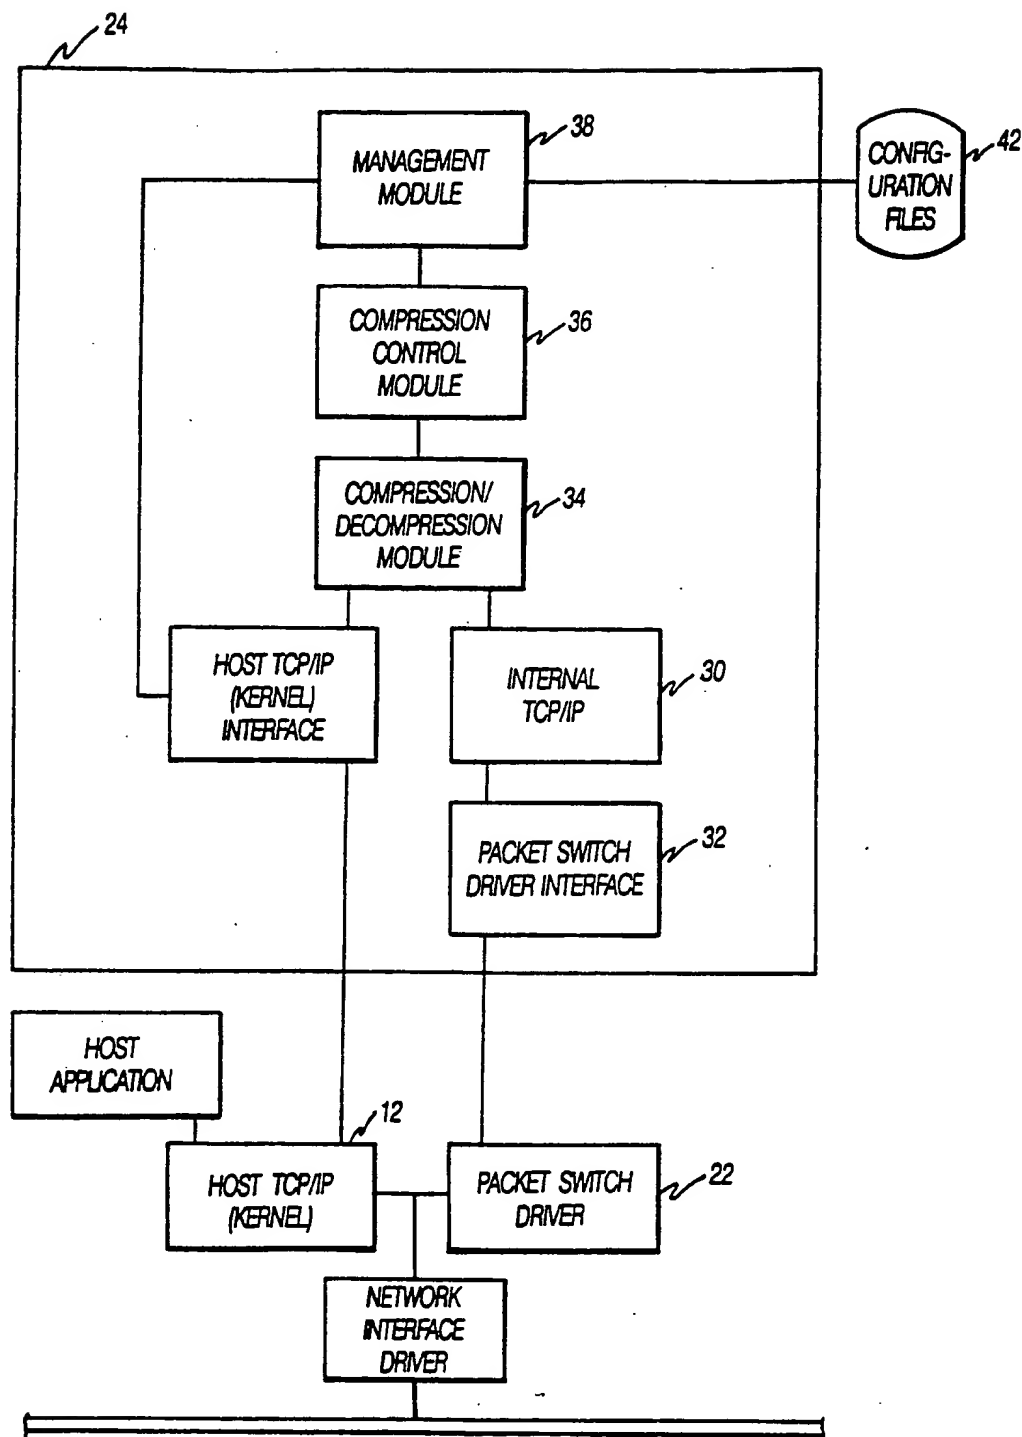 24
MANAGEMENT
MODULE
38
CONFIG-
URATION
FILES
42
COMPRESSION
CONTROL
MODULE
36
COMPRESSION/
DECOMPRESSION
MODULE
34
HOST TCP/IP
(KERNEL)
INTERFACE
INTERNAL
TCP/IP
30
PACKET SWITCH
DRIVER INTERFACE
32
HOST
APPLICATION
12
HOST TCP/IP
(KERNEL)
PACKET SWITCH
DRIVER
22
NETWORK
INTERFACE
DRIVER